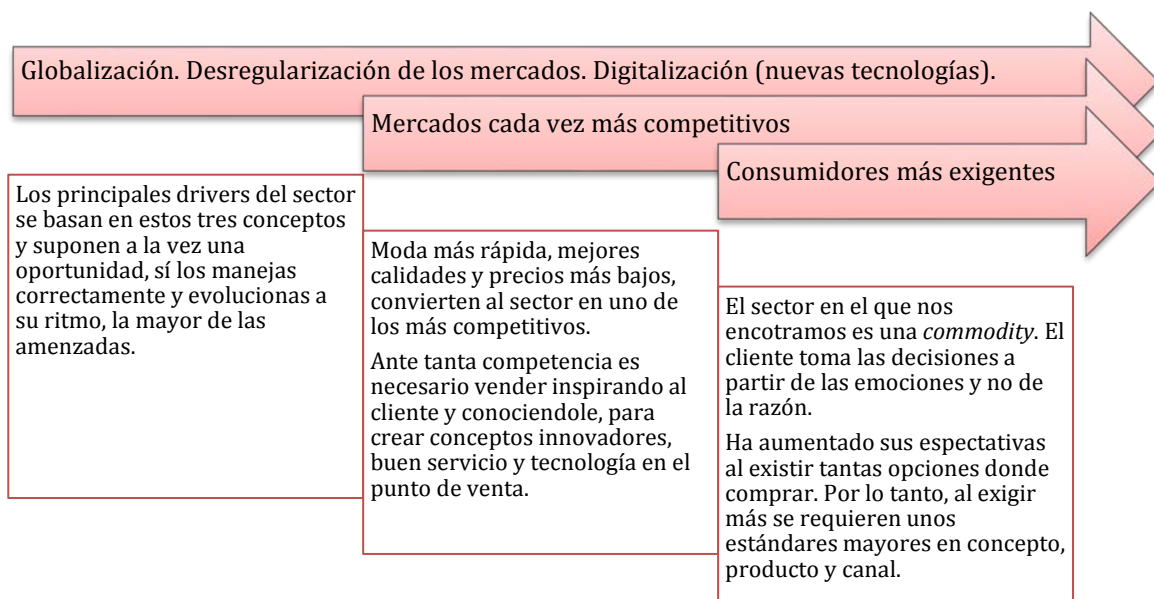 Globalización. Desregularización de los mercados. Digitalización (nuevas tecnologías).
Mercados cada vez más competitivos
Consumidores más exigentes
Los principales drivers del sector
se basan en estos tres conceptos
y suponen a la vez una
oportunidad, sí los manejas
correctamente y evolucionas a
su ritmo, la mayor de las
amenzadas.
Moda más rápida, mejores
calidades y precios más bajos,
convierten al sector en uno de
los más competitivos.
Ante tanta competencia es
necesario vender inspirando al
cliente y conociendole, para
crear conceptos innovadores,
buen servicio y tecnología en el
punto de venta.
El sector en el que nos
encotramos es una commodity. El
cliente toma las decisiones a
partir de las emociones y no de
la razón.
Ha aumentado sus espectativas
al existir tantas opciones donde
comprar. Por lo tanto, al exigir
más se requieren unos
estándares mayores en concepto,
producto y canal.